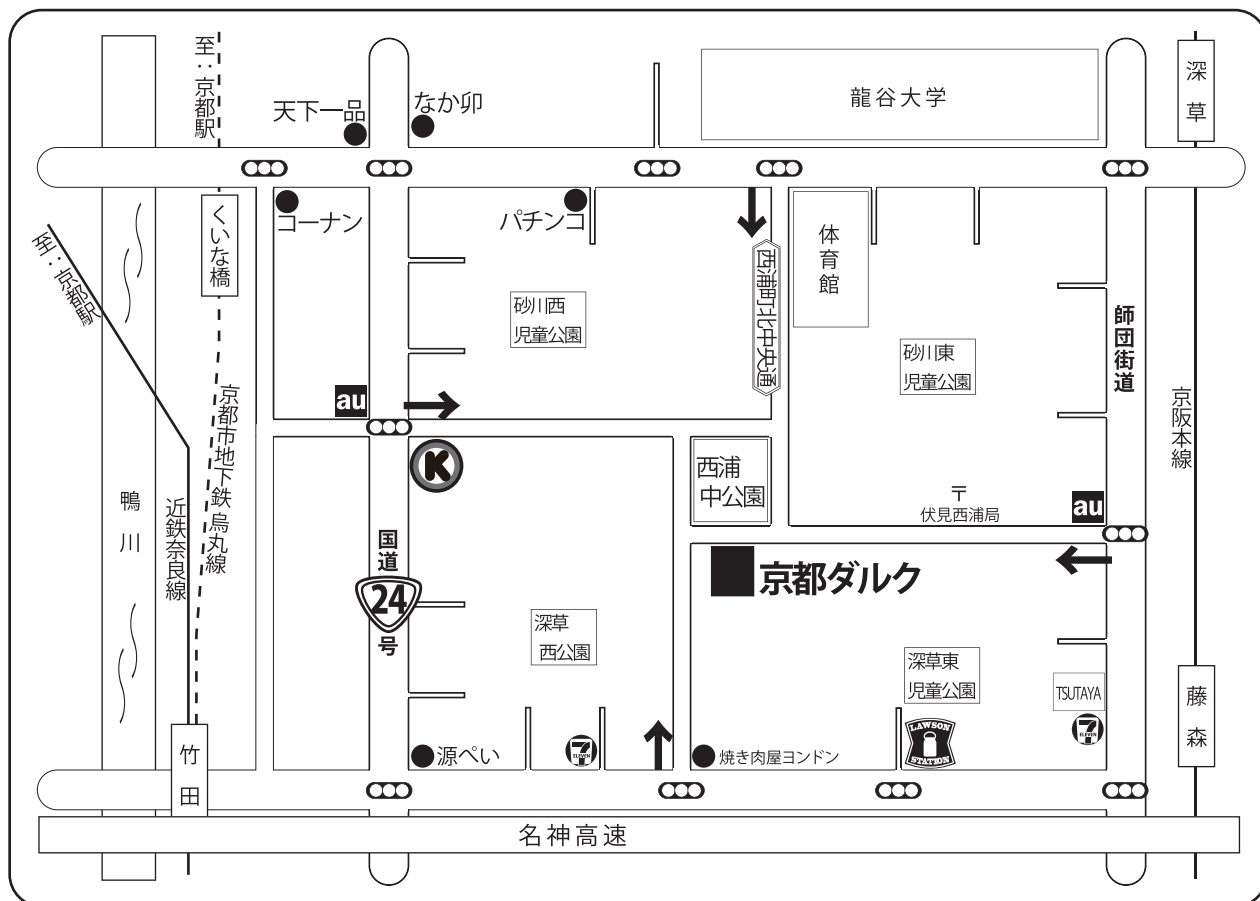 至：京都駅
天下一品
なか卯
龍谷大学
深草
コーナン
パチンコ
くいな橋
体育館
西浦町北中央通
至：京都駅
砂川西
児童公園
砂川東
児童公園
師団街道
au
京都市地下鉄烏丸線
京阪本線
K
西浦
中公園
〒
伏見西浦局
au
鴨川
近鉄奈良線
国道
24
号
京都ダルク
深草
西公園
深草東
児童公園
TSUTAYA
藤森
竹田
源ぺい
7
ELEVEN
焼き肉屋ヨンドン
LAWSON
STATION
7
ELEVEN
名神高速